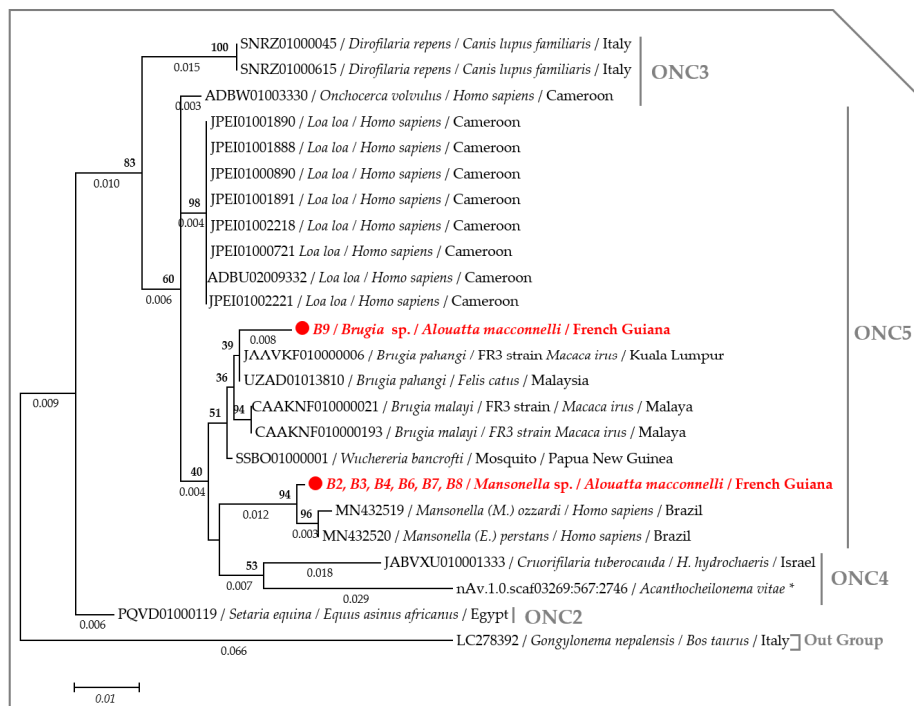 SNRZ01000045 / Dirofilaria repens / Canis lupus familiaris / Italy
100
0.015
SNRZ01000615 / Dirofilaria repens / Canis lupus familiaris / Italy
ONC3
ADBW01003330 / Onchocerca volvulus / Homo sapiens / Cameroon
0.003
JPEI01001890 / Loa loa / Homo sapiens / Cameroon
JPEI01001888 / Loa loa / Homo sapiens / Cameroon
83
0.010
JPEI01000890 / Loa loa / Homo sapiens / Cameroon
JPEI01001891 / Loa loa / Homo sapiens / Cameroon
98
0.004
JPEI01002218 / Loa loa / Homo sapiens / Cameroon
JPEI01000721 Loa loa / Homo sapiens / Cameroon
60
0.006
ADBU02009332 / Loa loa / Homo sapiens / Cameroon
JPEI01002221 / Loa loa / Homo sapiens / Cameroon
B9 / Brugia sp. / Alouatta macconnelli / French Guiana
0.008
ONC5
39
JAAVKF010000006 / Brugia pahangi / FR3 strain Macaca irus / Kuala Lumpur
36
UZAD01013810 / Brugia pahangi / Felis catus / Malaysia
CAAKNF010000021 / Brugia malayi / FR3 strain / Macaca irus / Malaya
94
51
CAAKNF010000193 / Brugia malayi / FR3 strain Macaca irus / Malaya
SSBO01000001 / Wuchereria bancrofti / Mosquito / Papua New Guinea
40
0.004
B2, B3, B4, B6, B7, B8 / Mansonella sp. / Alouatta macconnelli / French Guiana
94
0.012
MN432519 / Mansonella (M.) ozzardi / Homo sapiens / Brazil
96
0.003
MN432520 / Mansonella (E.) perstans / Homo sapiens / Brazil
JABVXU010001333 / Cruorifilaria tuberocauda / H. hydrochaeris / Israel
53
0.007
0.018
ONC4
nAv.1.0.scaf03269:567:2746 / Acanthocheilonema vitae *
0.029
0.009
PQVD01000119 / Setaria equina / Equus asinus africanus / Egypt
0.006
ONC2
LC278392 / Gongylonema nepalensis / Bos taurus / Italy
Out Group
0.066
0.01